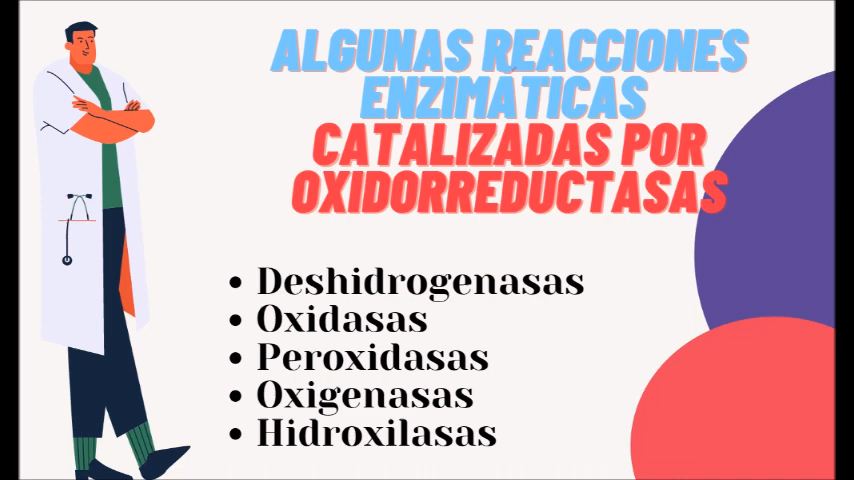 ALGUNAS REACCIONES
ENZIMÁTICAS
CATALIZADAS POR
OXIDORREDUCTASAS
• Deshidrogenasas
• Oxidasas
• Peroxidasas
• Oxigenasas
• Hidroxilasas